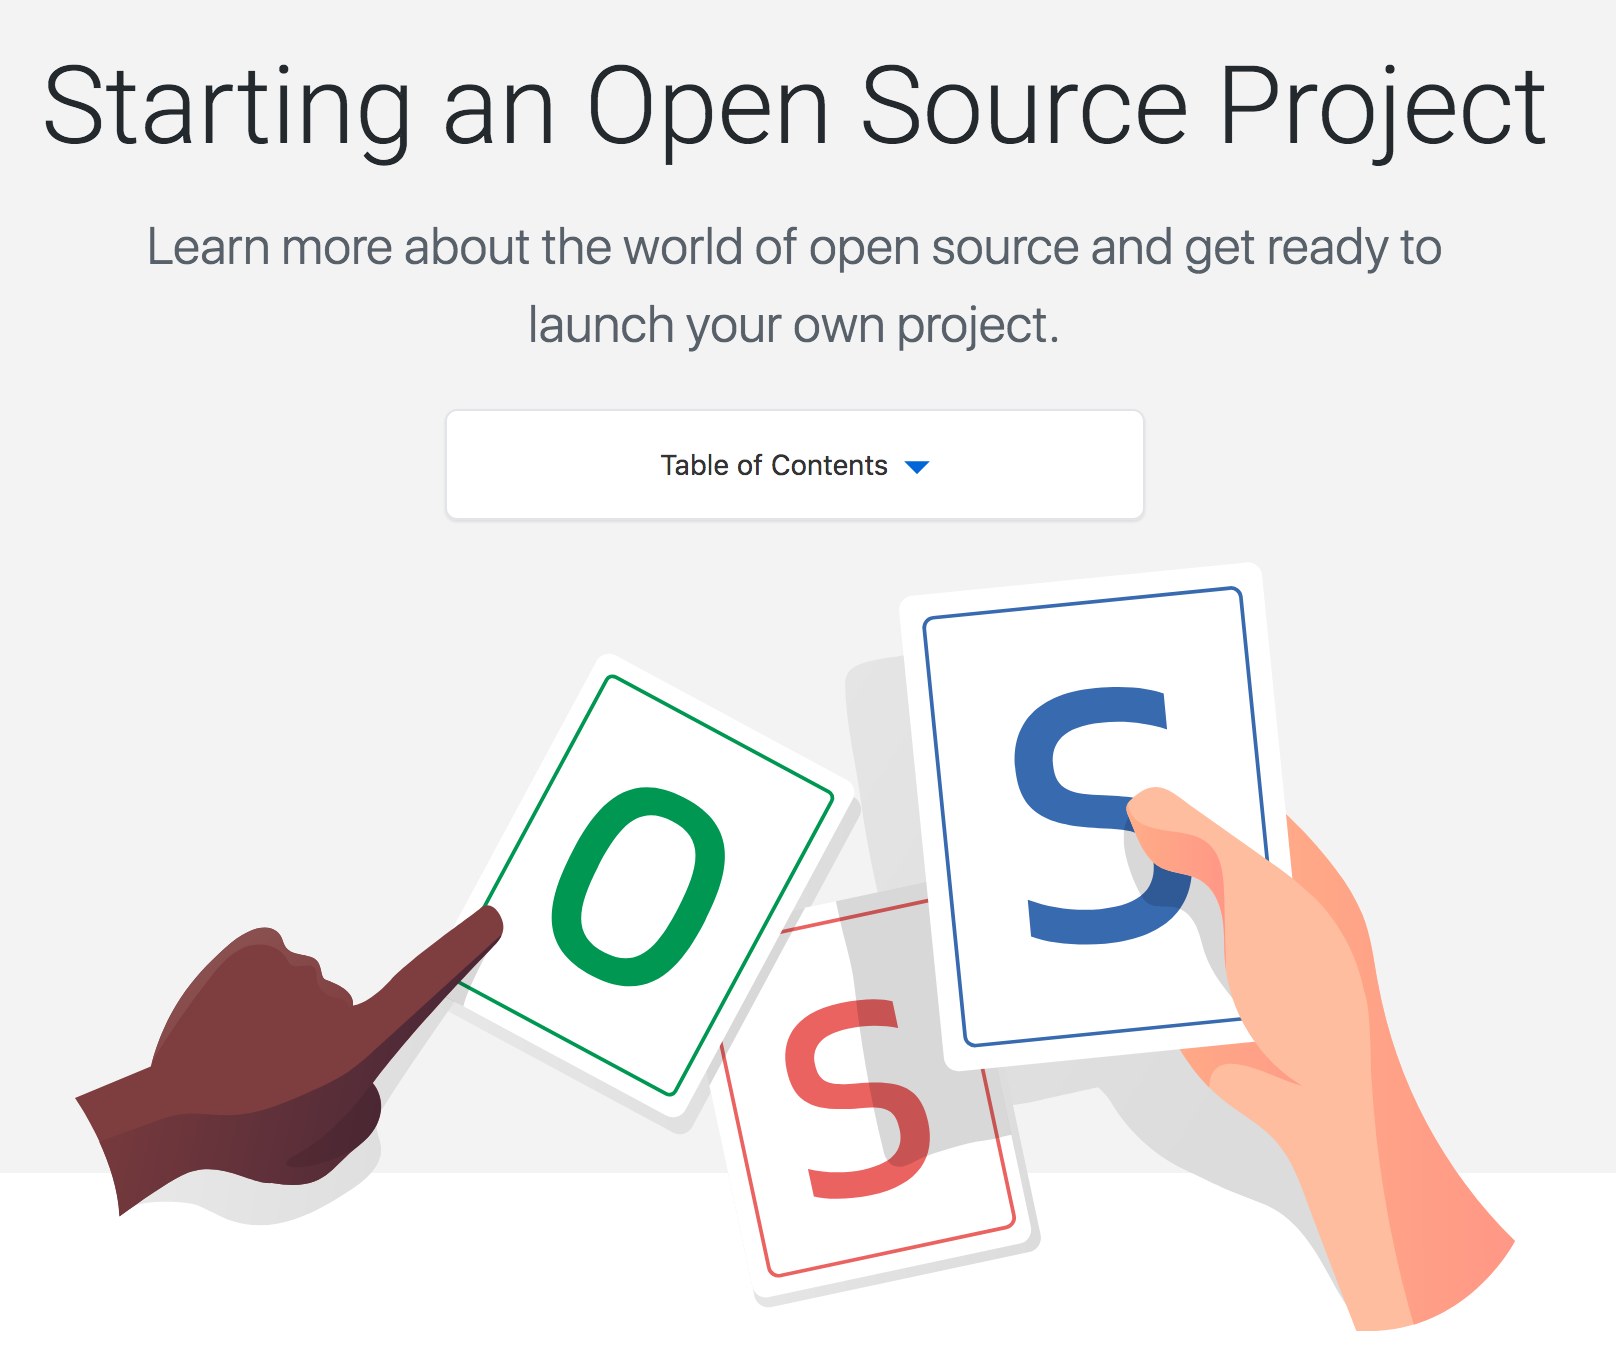 Starting an Open Source Project
Learn more about the world of open source and get ready to
launch your own project.
Table of Contents
O
S
S